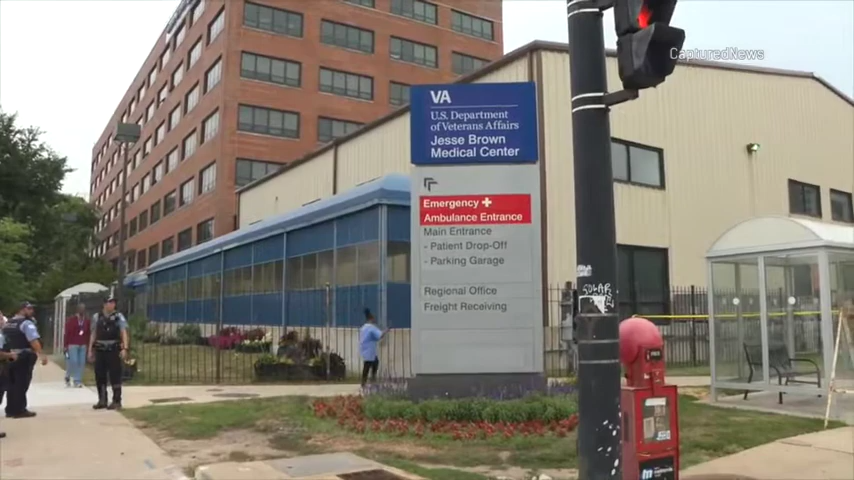 CapturedNews
VA
U.S. Department
of Veterans Affairs
Jesse Brown
Medical Center
Emergency +
Ambulance Entrance
Main Entrance
- Patient Drop-Off
- Parking Garage
Regional Office
Freight Receiving
SOLAR